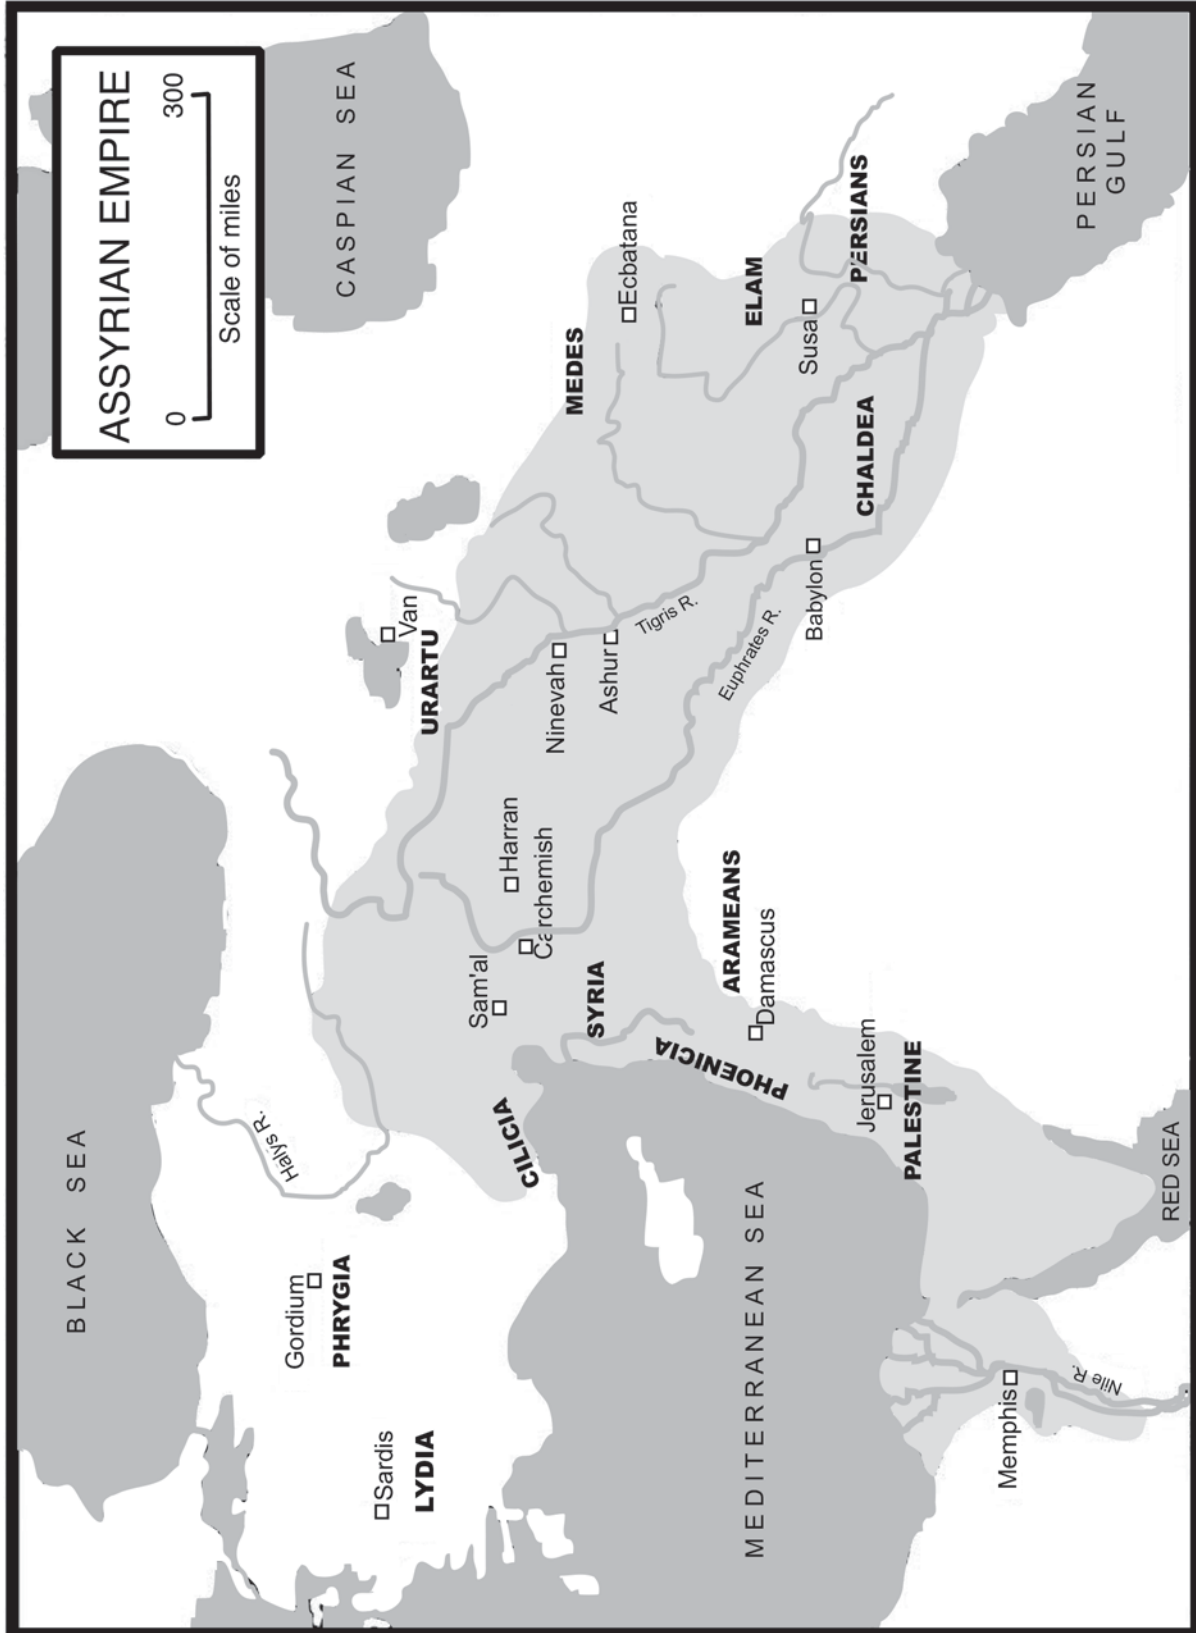 ASSYRIAN EMPIRE
0 300
Scale of miles
BLACK SEA
CASPIAN SEA
Halys R.
Gordium
PHRYGIA
Sardis
LYDIA
Van
URARTU
MEDES
Ecbatana
Sam'al
Harran
Carchemish
CILICIA
Ninevah
Ashur
Tigris R.
SYRIA
PHOENICIA
ARAMEANS
Damascus
Euphrates R.
ELAM
Susa
PERSIANS
Babylon
CHALDEA
MEDITERRANEAN SEA
Jerusalem
PALESTINE
Memphis
Nile R.
RED SEA
PERSIAN
GULF